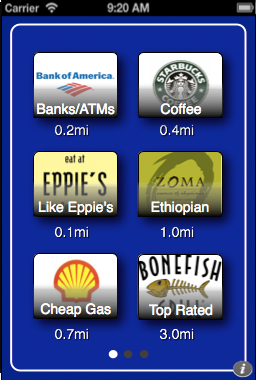 Carrier 9:20 AM
Bank of America
Banks/ATMs
0.2mi
STARBUCKS
COFFEE
Coffee
0.4mi
eat at
EPPIE'S
Like Eppie's
0.1mi
ZOMA
Ethiopian
1.0mi
Cheap Gas
0.7mi
BONEFISH
Top Rated
3.0mi
i